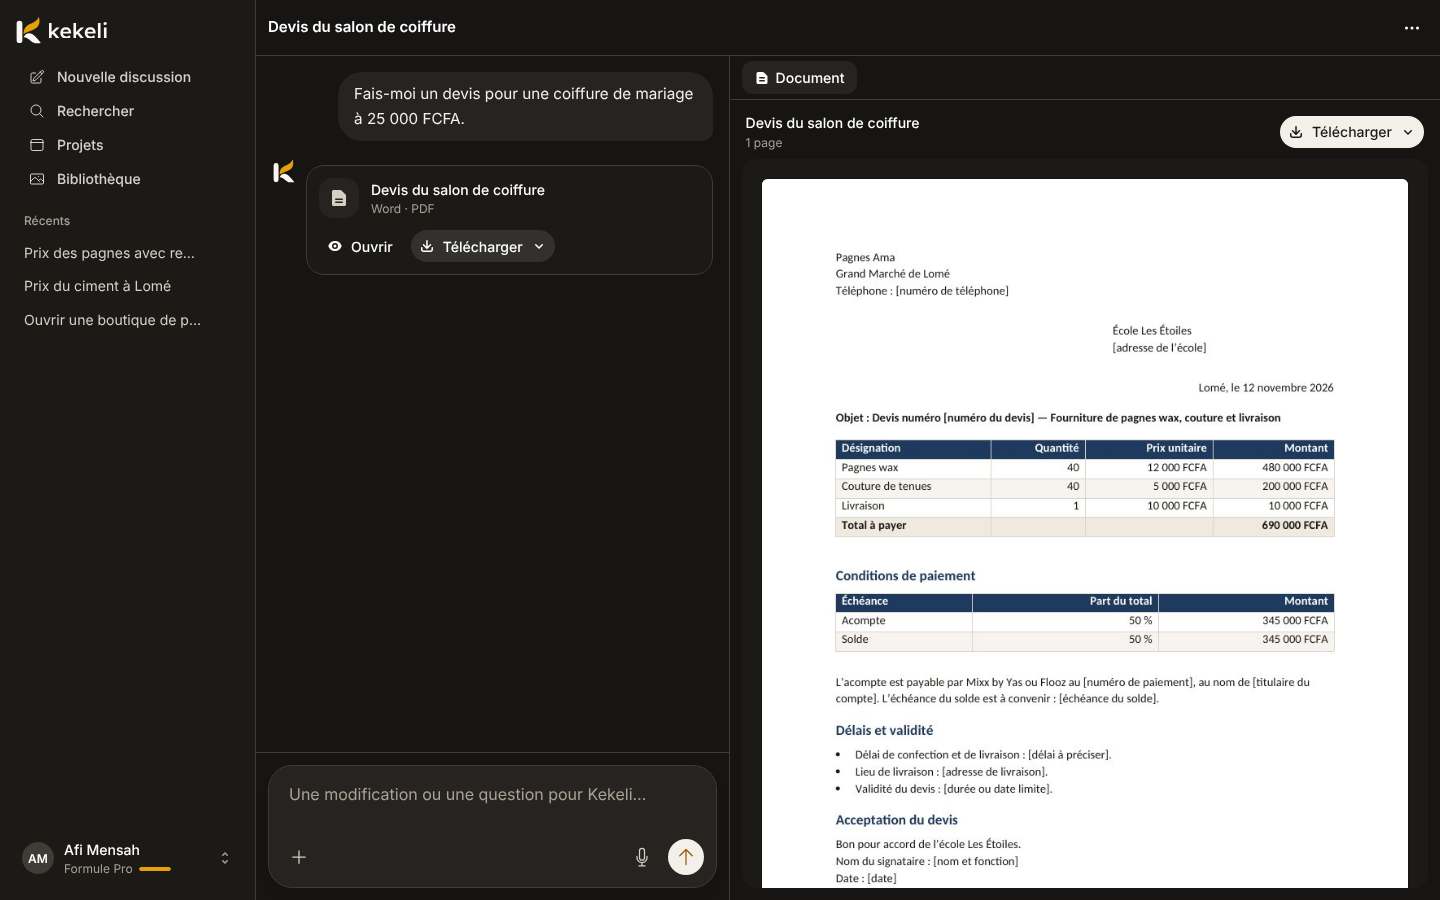 kekeli
Nouvelle discussion
Rechercher
Projets
Bibliothèque
Récents
Prix des pagnes avec re...
Prix du ciment à Lomé
Ouvrir une boutique de p...
AM
Afi Mensah
Formule Pro
Devis du salon de coiffure
Fais-moi un devis pour une coiffure de mariage
à 25 000 FCFA.
Devis du salon de coiffure
Word · PDF
Ouvrir
Télécharger
Une modification ou une question pour Kekeli...
Document
Devis du salon de coiffure
1 page
Télécharger
Pagnes Ama
Grand Marché de Lomé
Téléphone : [numéro de téléphone]
École Les Étoiles
[adresse de l'école]
Lomé, le 12 novembre 2026
Objet : Devis numéro [numéro du devis] — Fourniture de pagnes wax, couture et livraison
Désignation Quantité Prix unitaire Montant
Pagnes wax 40 12 000 FCFA 480 000 FCFA
Couture de tenues 40 5 000 FCFA 200 000 FCFA
Livraison 1 10 000 FCFA 10 000 FCFA
Total à payer 690 000 FCFA
Conditions de paiement
Échéance Part du total Montant
Acompte 50 % 345 000 FCFA
Solde 50 % 345 000 FCFA
L'acompte est payable par Mixx by Yas ou Flooz au [numéro de paiement], au nom de [titulaire du
compte]. L'échéance du solde est à convenir : [échéance du solde].
Délais et validité
• Délai de confection et de livraison : [délai à préciser].
• Lieu de livraison : [adresse de livraison].
• Validité du devis : [durée ou date limite].
Acceptation du devis
Bon pour accord de l'école Les Étoiles.
Nom du signataire : [nom et fonction]
Date : [date]